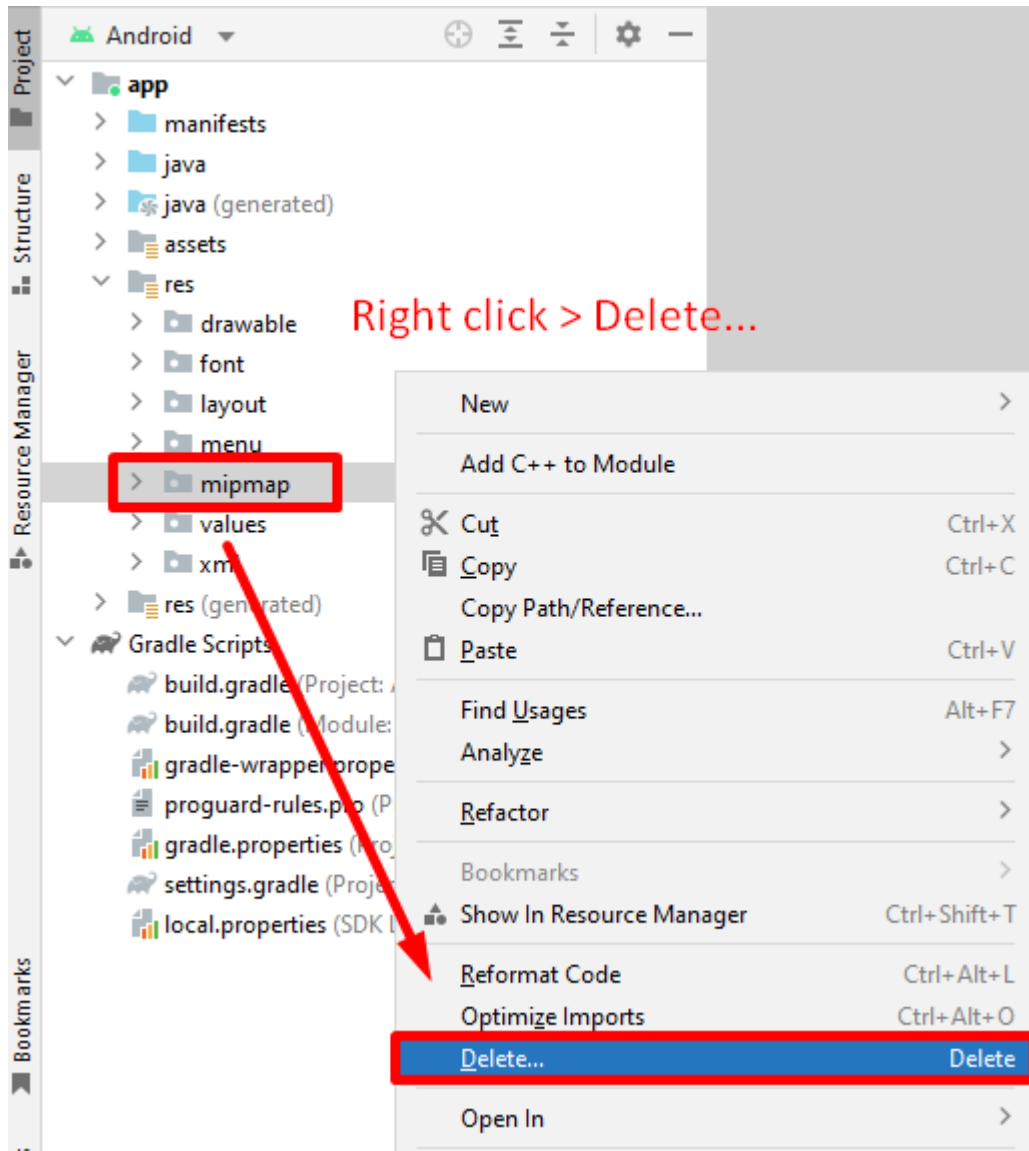 Project
Structure
Resource Manager
Bookmarks
Android
app
manifests
java
java (generated)
assets
res
drawable
font
layout
menu
mipmap
values
xml
res (generated)
Gradle Scripts
build.gradle (Project:
build.gradle (Module:
gradle-wrapper.prope
proguard-rules.pro (P
gradle.properties (Pro
settings.gradle (Proje
local.properties (SDK
Right click > Delete...
New
Add C++ to Module
Cut Ctrl+X
Copy Ctrl+C
Copy Path/Reference...
Paste Ctrl+V
Find Usages Alt+F7
Analyze
Refactor
Bookmarks
Show In Resource Manager Ctrl+Shift+T
Reformat Code Ctrl+Alt+L
Optimize Imports Ctrl+Alt+O
Delete... Delete
Open In